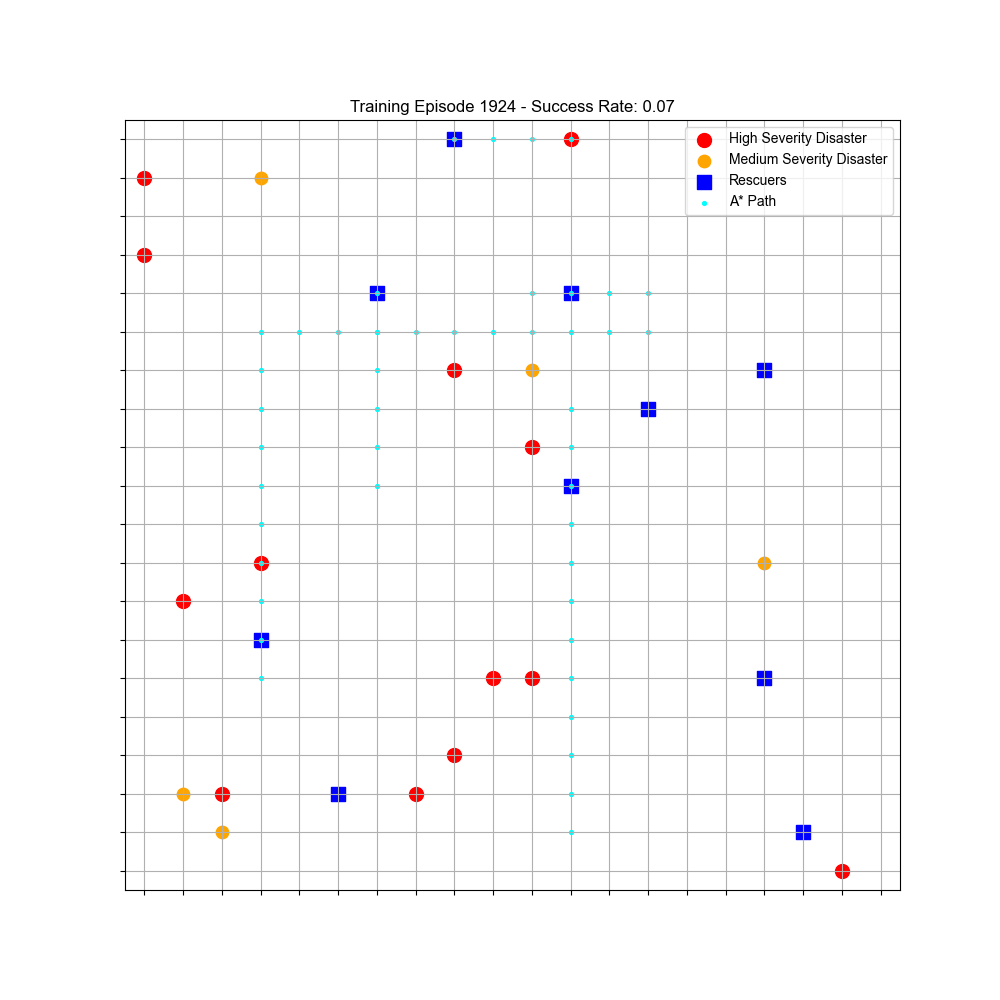 Training Episode 1924 - Success Rate: 0.07
High Severity Disaster
Medium Severity Disaster
Rescuers
A* Path